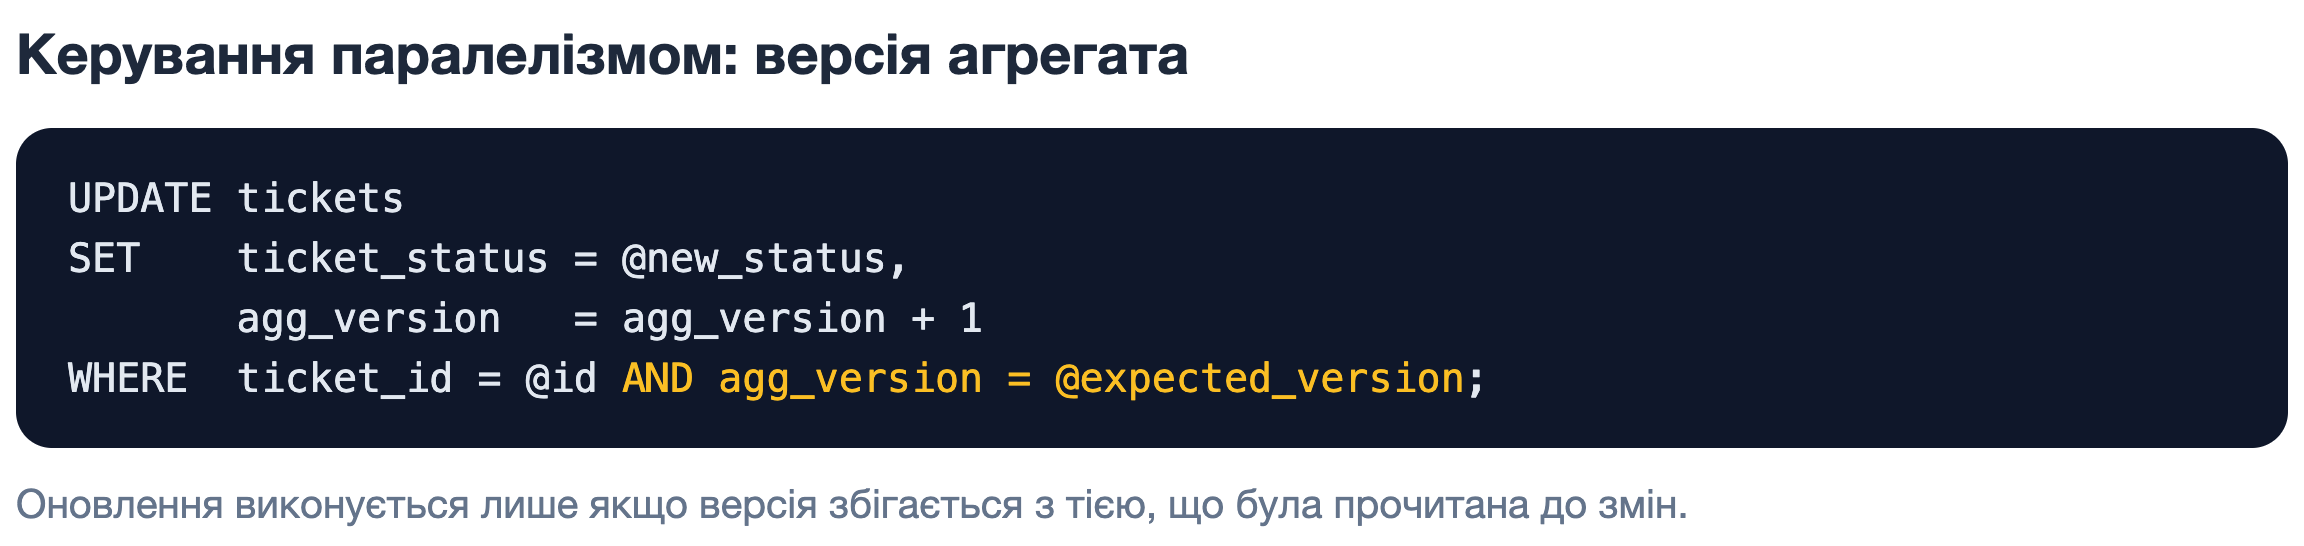 Керування паралелізмом: версія агрегата
UPDATE tickets
SET    ticket_status = @new_status,
       agg_version   = agg_version + 1
WHERE  ticket_id = @id AND agg_version = @expected_version;
Оновлення виконується лише якщо версія збігається з тією, що була прочитана до змін.